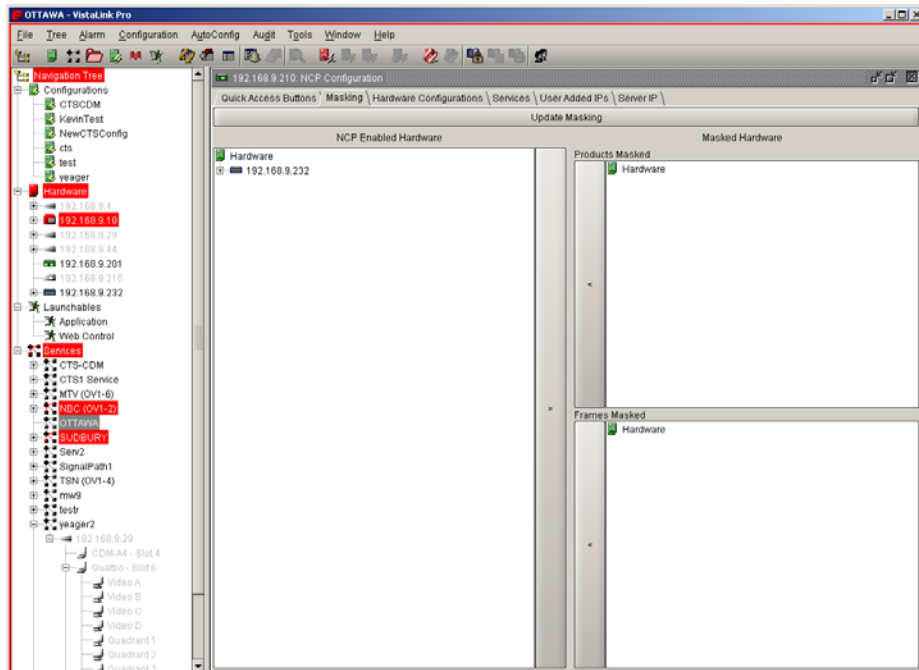 OTTAWA - VistaLink Pro
File Tree Alarm Configuration AutoConfig Audit Tools Window Help
Navigation Tree
Configurations
CTSCDM
KevinTest
NewCTSConfig
cts
test
yeager
Hardware
192.168.9.4
192.168.9.10
192.168.9.29
192.168.9.44
192.168.9.201
192.168.9.210
192.168.9.232
Launchables
Application
Web Control
Services
CTS-CDM
CTS1 Service
MTV (OV1-6)
NBC (OV1-2)
OTTAWA
SUDBURY
Serv2
SignalPath1
TSN (OV1-4)
mw9
testr
yeager2
192.168.9.29
CDM-A4 - Slot 4
Quattro - Slot 6
Video A
Video B
Video C
Video D
Quadrant 1
Quadrant 2
Quadrant 3
192.168.9.210: NCP Configuration
Quick Access Buttons Masking Hardware Configurations Services User Added IPs Server IP
Update Masking
NCP Enabled Hardware
Hardware
192.168.9.232
>
Masked Hardware
Products Masked
Hardware
<
Frames Masked
Hardware
<